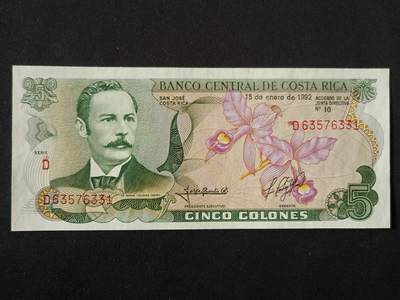 BANCO CENTRAL DE COSTA RICA
5
SAN JOSÉ
COSTA RICA
15 de enero de 1992
ACUERDO DE LA
JUNTA DIRECTIVA
Nº 10
D63576331
SERIE
D
D63576331
PRESIDENTE EJECUTIVO
GERENTE
CINCO COLONES
5